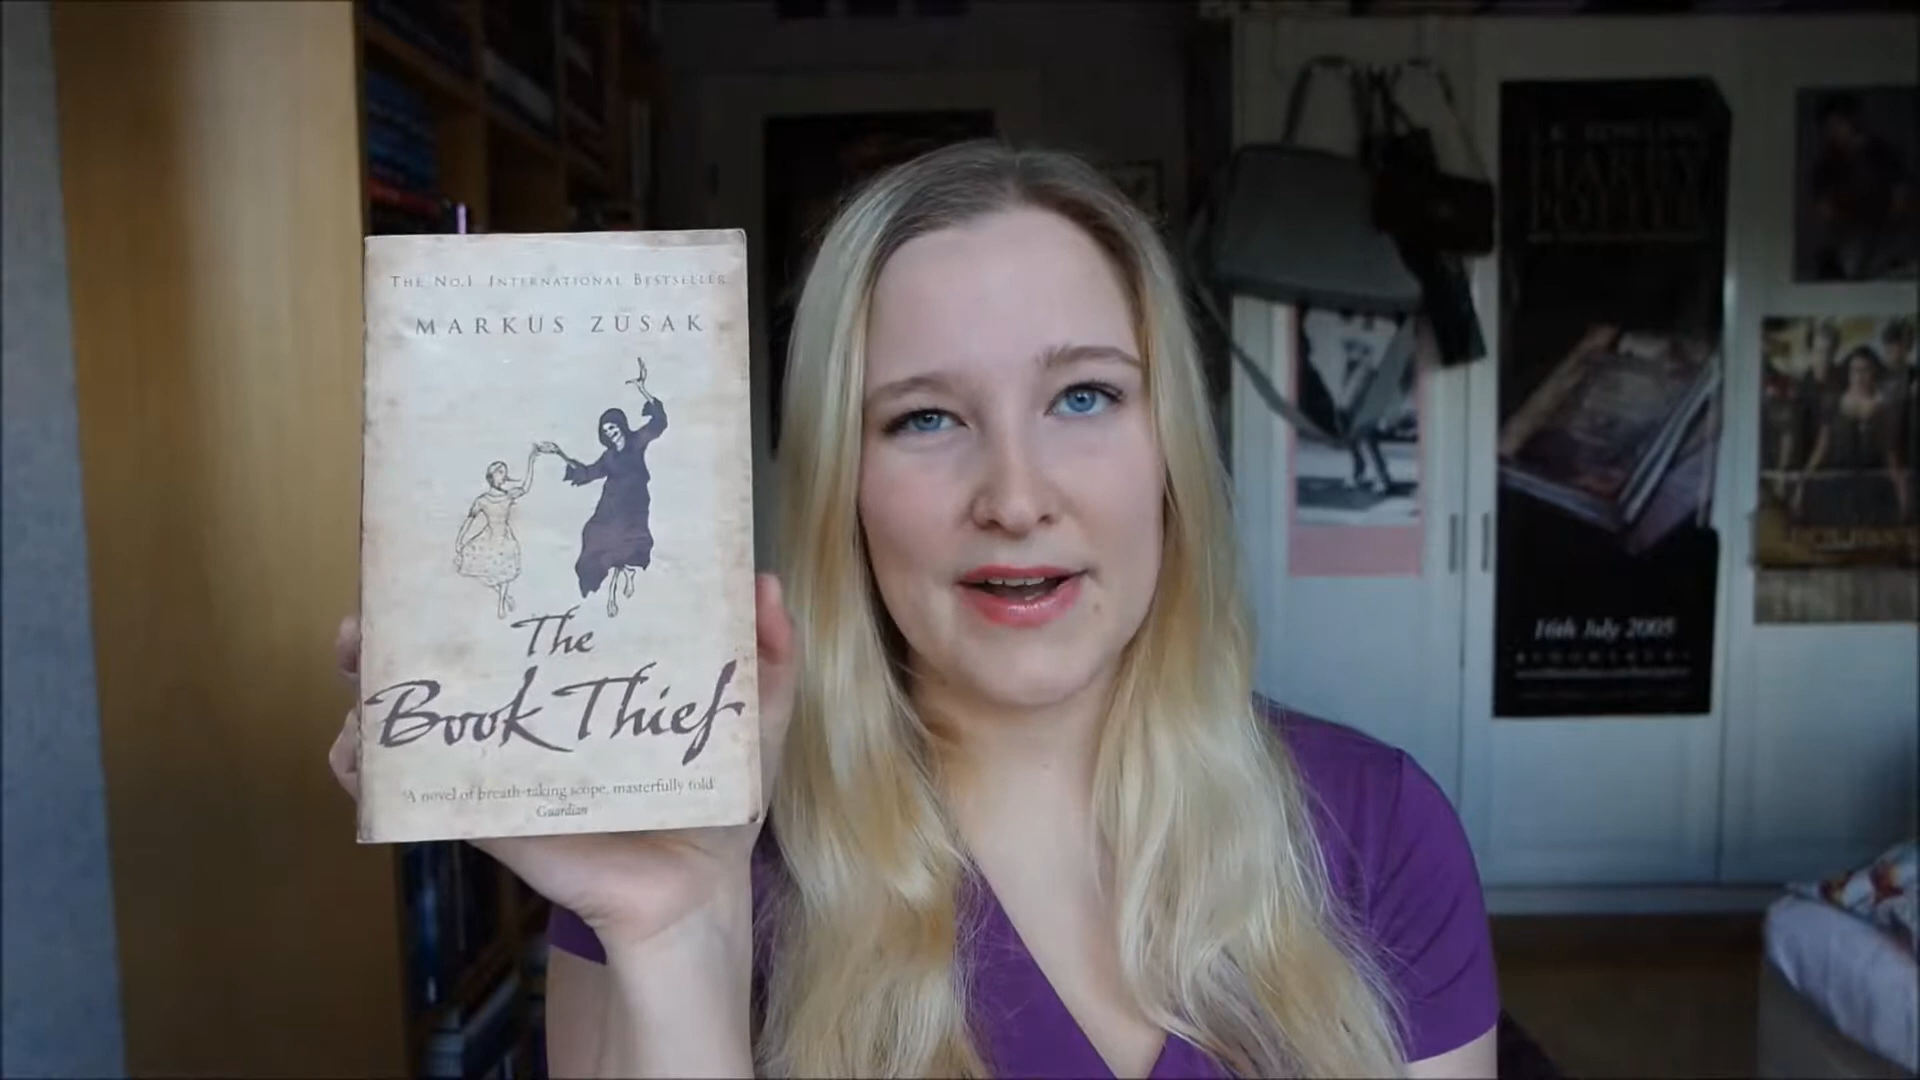 THE NO.1 INTERNATIONAL BESTSELLER
MARKUS ZUSAK
The
Book Thief
'A novel of breath-taking scope, masterfully told'
Guardian
HARRY
POTTER
16th July 2005
BLOOMSBURY